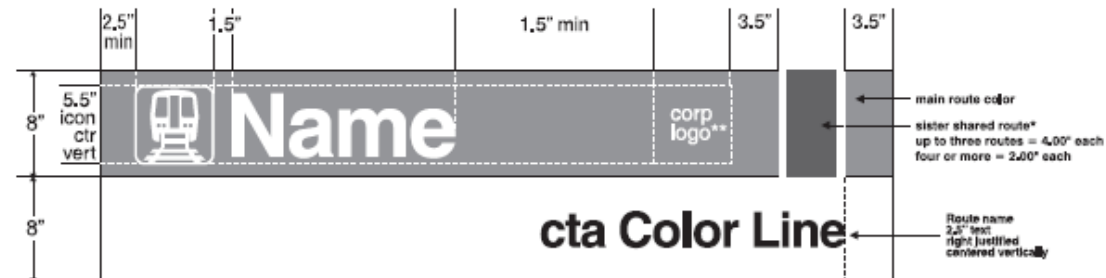 2.5”
min
1.5”
1.5” min
3.5”
3.5”
8”
5.5”
icon
ctr
vert
Name
corp
logo**
main route color
sister shared route*
up to three routes = 4.00” each
four or more = 2.00” each
8”
cta Color Line
Route name
2.5” text
right justified
centered vertically